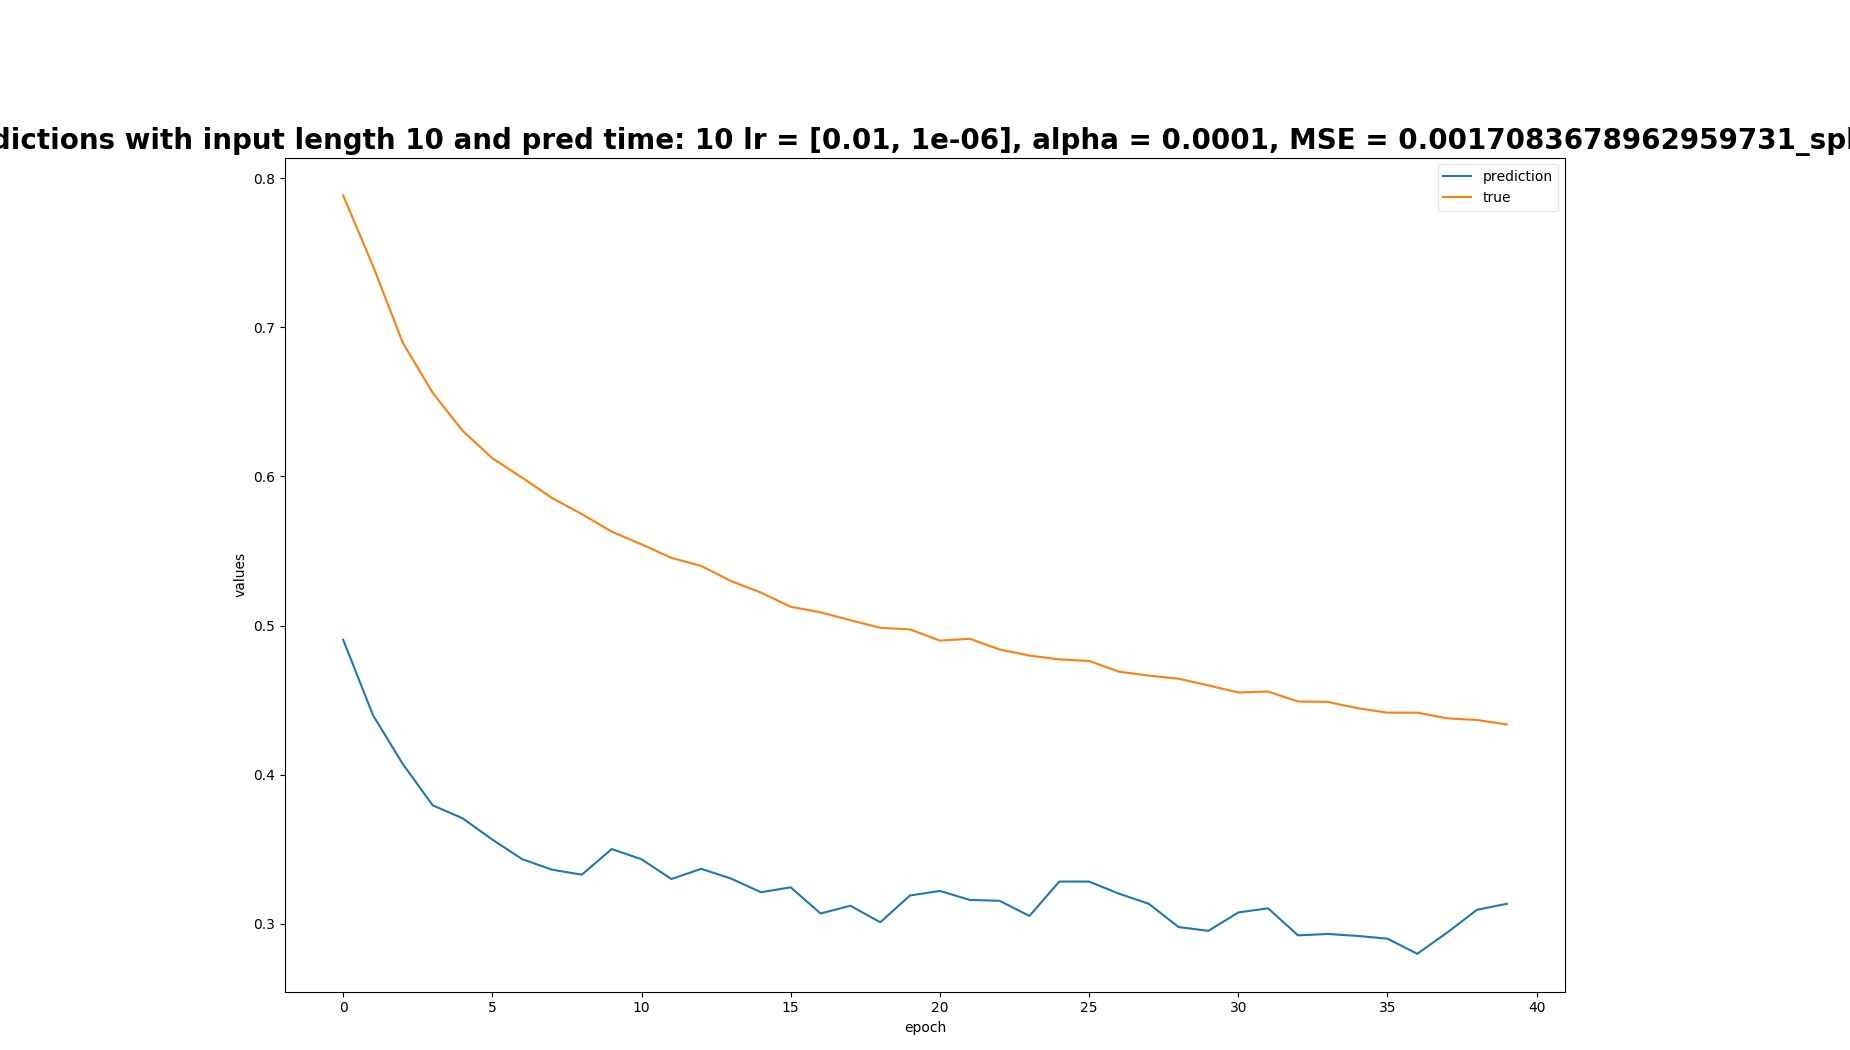 dictions with input length 10 and pred time: 10 lr = [0.01, 1e-06], alpha = 0.0001, MSE = 0.0017083678962959731_spl
prediction
true
0.8
0.7
0.6
0.5
0.4
0.3
values
0 5 10 15 20 25 30 35 40
epoch